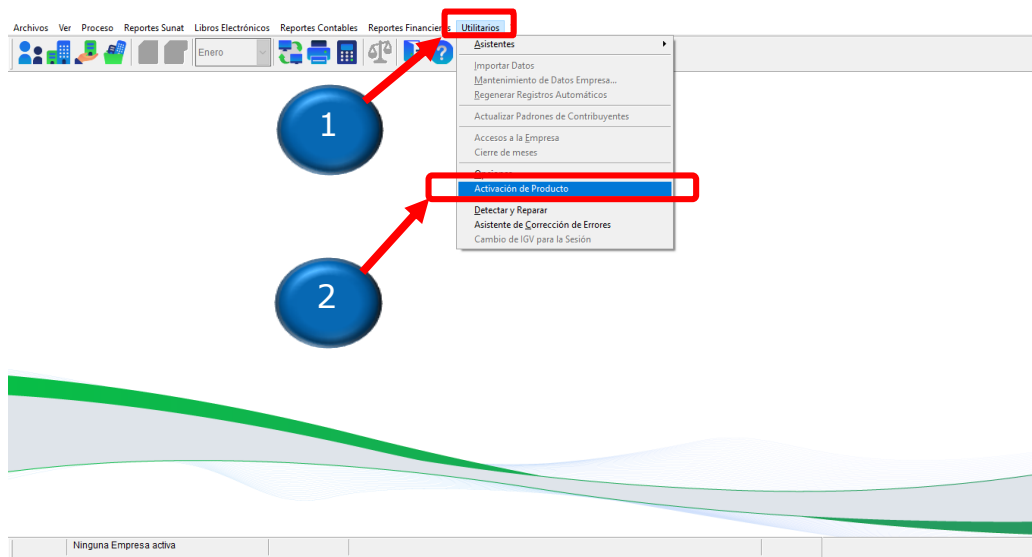 Archivos Ver Proceso Reportes Sunat Libros Electrónicos Reportes Contables Reportes Financieros Utilitarios
Enero
Asistentes
Importar Datos
Mantenimiento de Datos Empresa...
Regenerar Registros Automáticos
Actualizar Padrones de Contribuyentes
Accesos a la Empresa
Cierre de meses
Opciones
Activación de Producto
Detectar y Reparar
Asistente de Corrección de Errores
Cambio de IGV para la Sesión
1
2
Ninguna Empresa activa